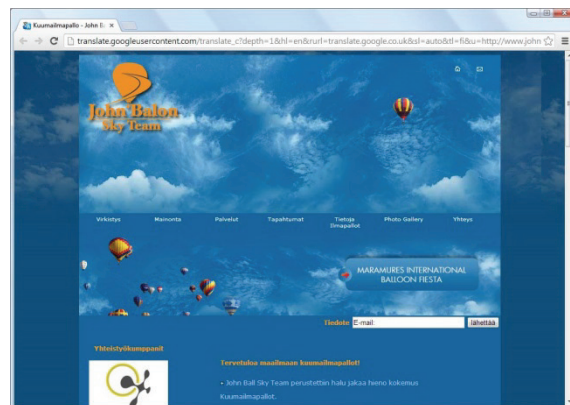 Kuumailmapallo - John B
translate.googleusercontent.com/translate_c?depth=1&hl=en&rurl=translate.google.co.uk&sl=auto&tl=fi&u=http://www.john
John Balon
Sky Team
Virkistys Mainonta Palvelut Tapahtumat Tietoja Ilmapallot Photo Gallery Yhteys
MARAMURES INTERNATIONAL
BALLOON FIESTA
Tiedote E-mail: lähettää
Yhteistyökumppanit
Tervetuloa maailmaan kuumailmapallot!
- John Ball Sky Team perustettiin halu jakaa hieno kokemus
Kuumailmapallot.